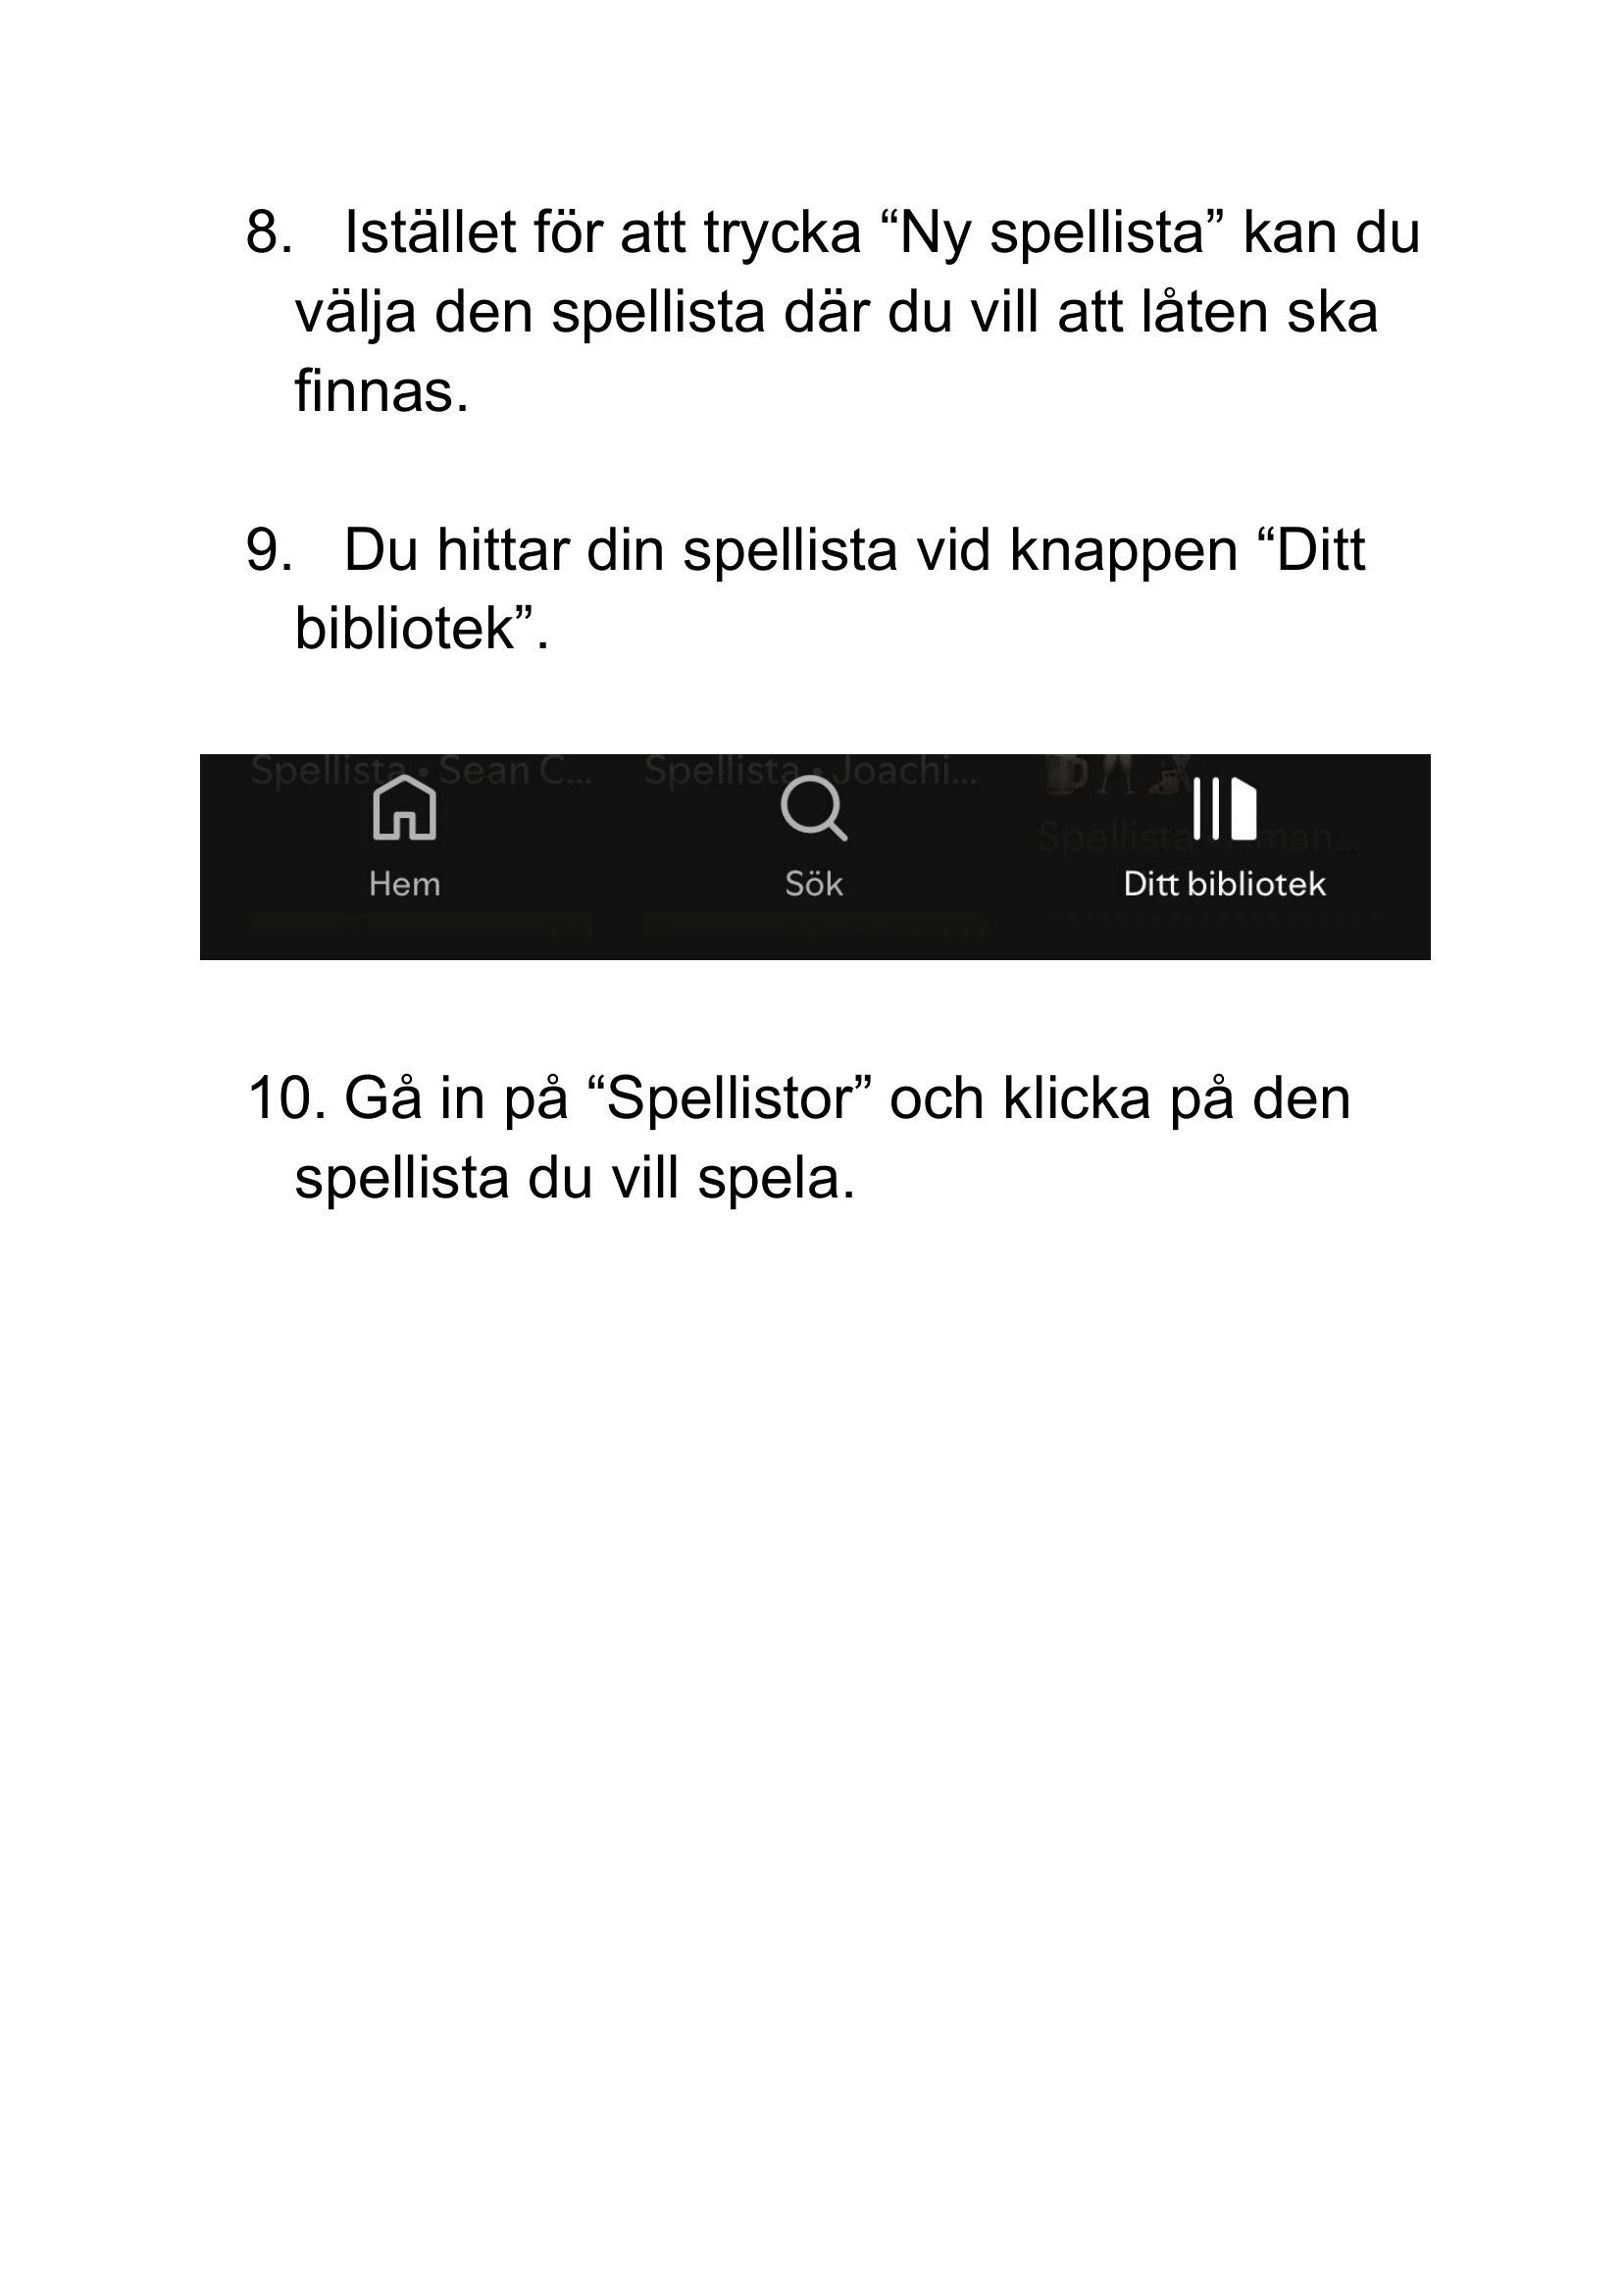 8. Istället för att trycka “Ny spellista” kan du
välja den spellista där du vill att låten ska
finnas.
9. Du hittar din spellista vid knappen “Ditt
bibliotek”.
Spellista • Sean C... Spellista • Joachi...
Spellista
Hem Sök Ditt bibliotek
10. Gå in på “Spellistor” och klicka på den
spellista du vill spela.